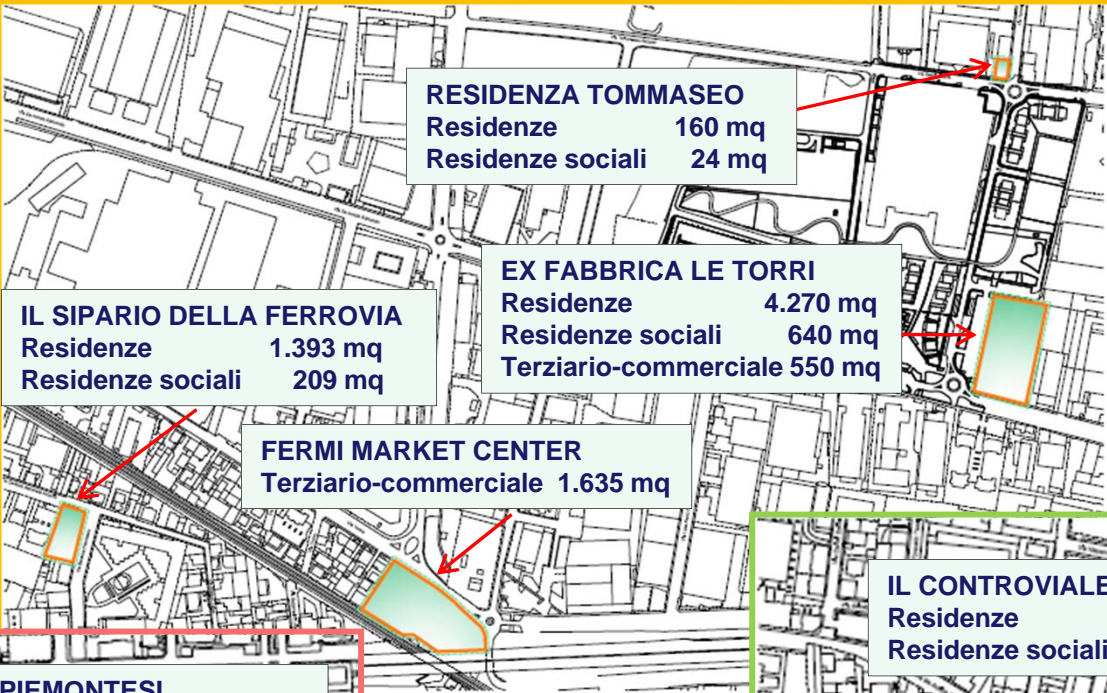 RESIDENZA TOMMASEO
Residenze 160 mq
Residenze sociali 24 mq
EX FABBRICA LE TORRI
Residenze 4.270 mq
Residenze sociali 640 mq
Terziario-commerciale 550 mq
IL SIPARIO DELLA FERROVIA
Residenze 1.393 mq
Residenze sociali 209 mq
FERMI MARKET CENTER
Terziario-commerciale 1.635 mq
IL CONTROVIALE
Residenze
Residenze sociali
PIEMONTESI